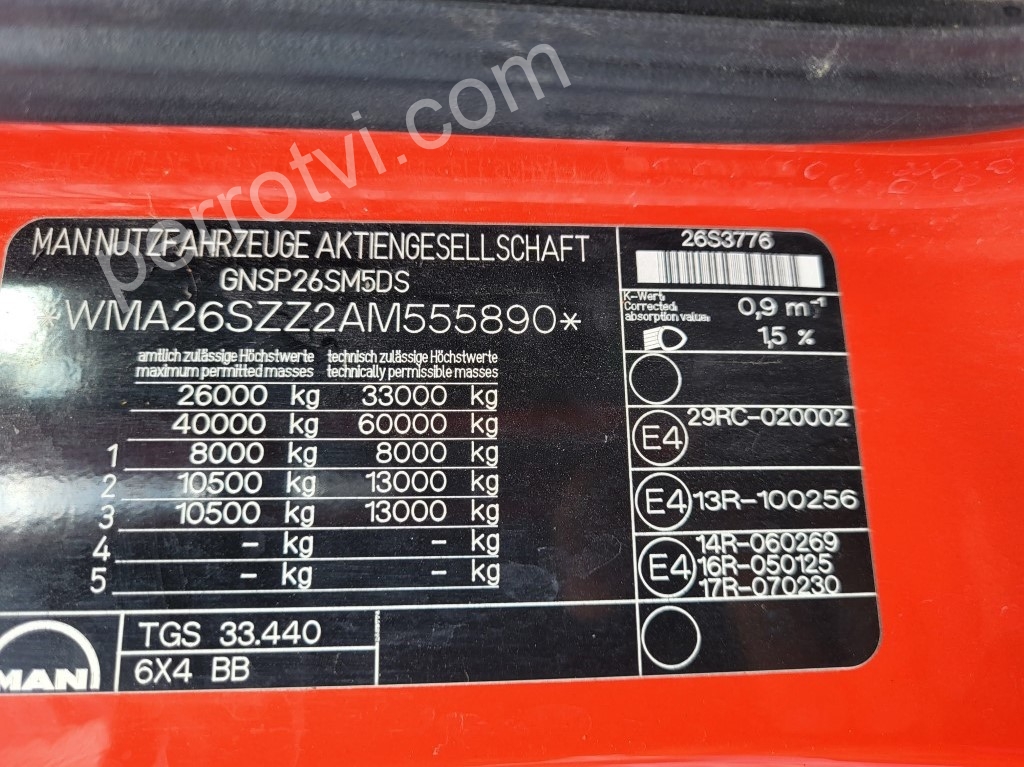 perrotvi.com
MAN NUTZFAHRZEUGE AKTIENGESELLSCHAFT
GNSP26SM5DS
*WMA26SZZ2AM555890*
amtlich zulässige Höchstwerte technisch zulässige Höchstwerte
maximum permitted masses technically permissible masses
26000 kg 33000 kg
40000 kg 60000 kg
1 8000 kg 8000 kg
2 10500 kg 13000 kg
3 10500 kg 13000 kg
4 - kg - kg
5 - kg - kg
MAN
TGS 33.440
6X4 BB
26S3776
K-Wert:
Corrected
absorption value:
0,9 m⁻¹
1,5 %
E4 29RC-020002
E4 13R-100256
E4
14R-060269
16R-050125
17R-070230